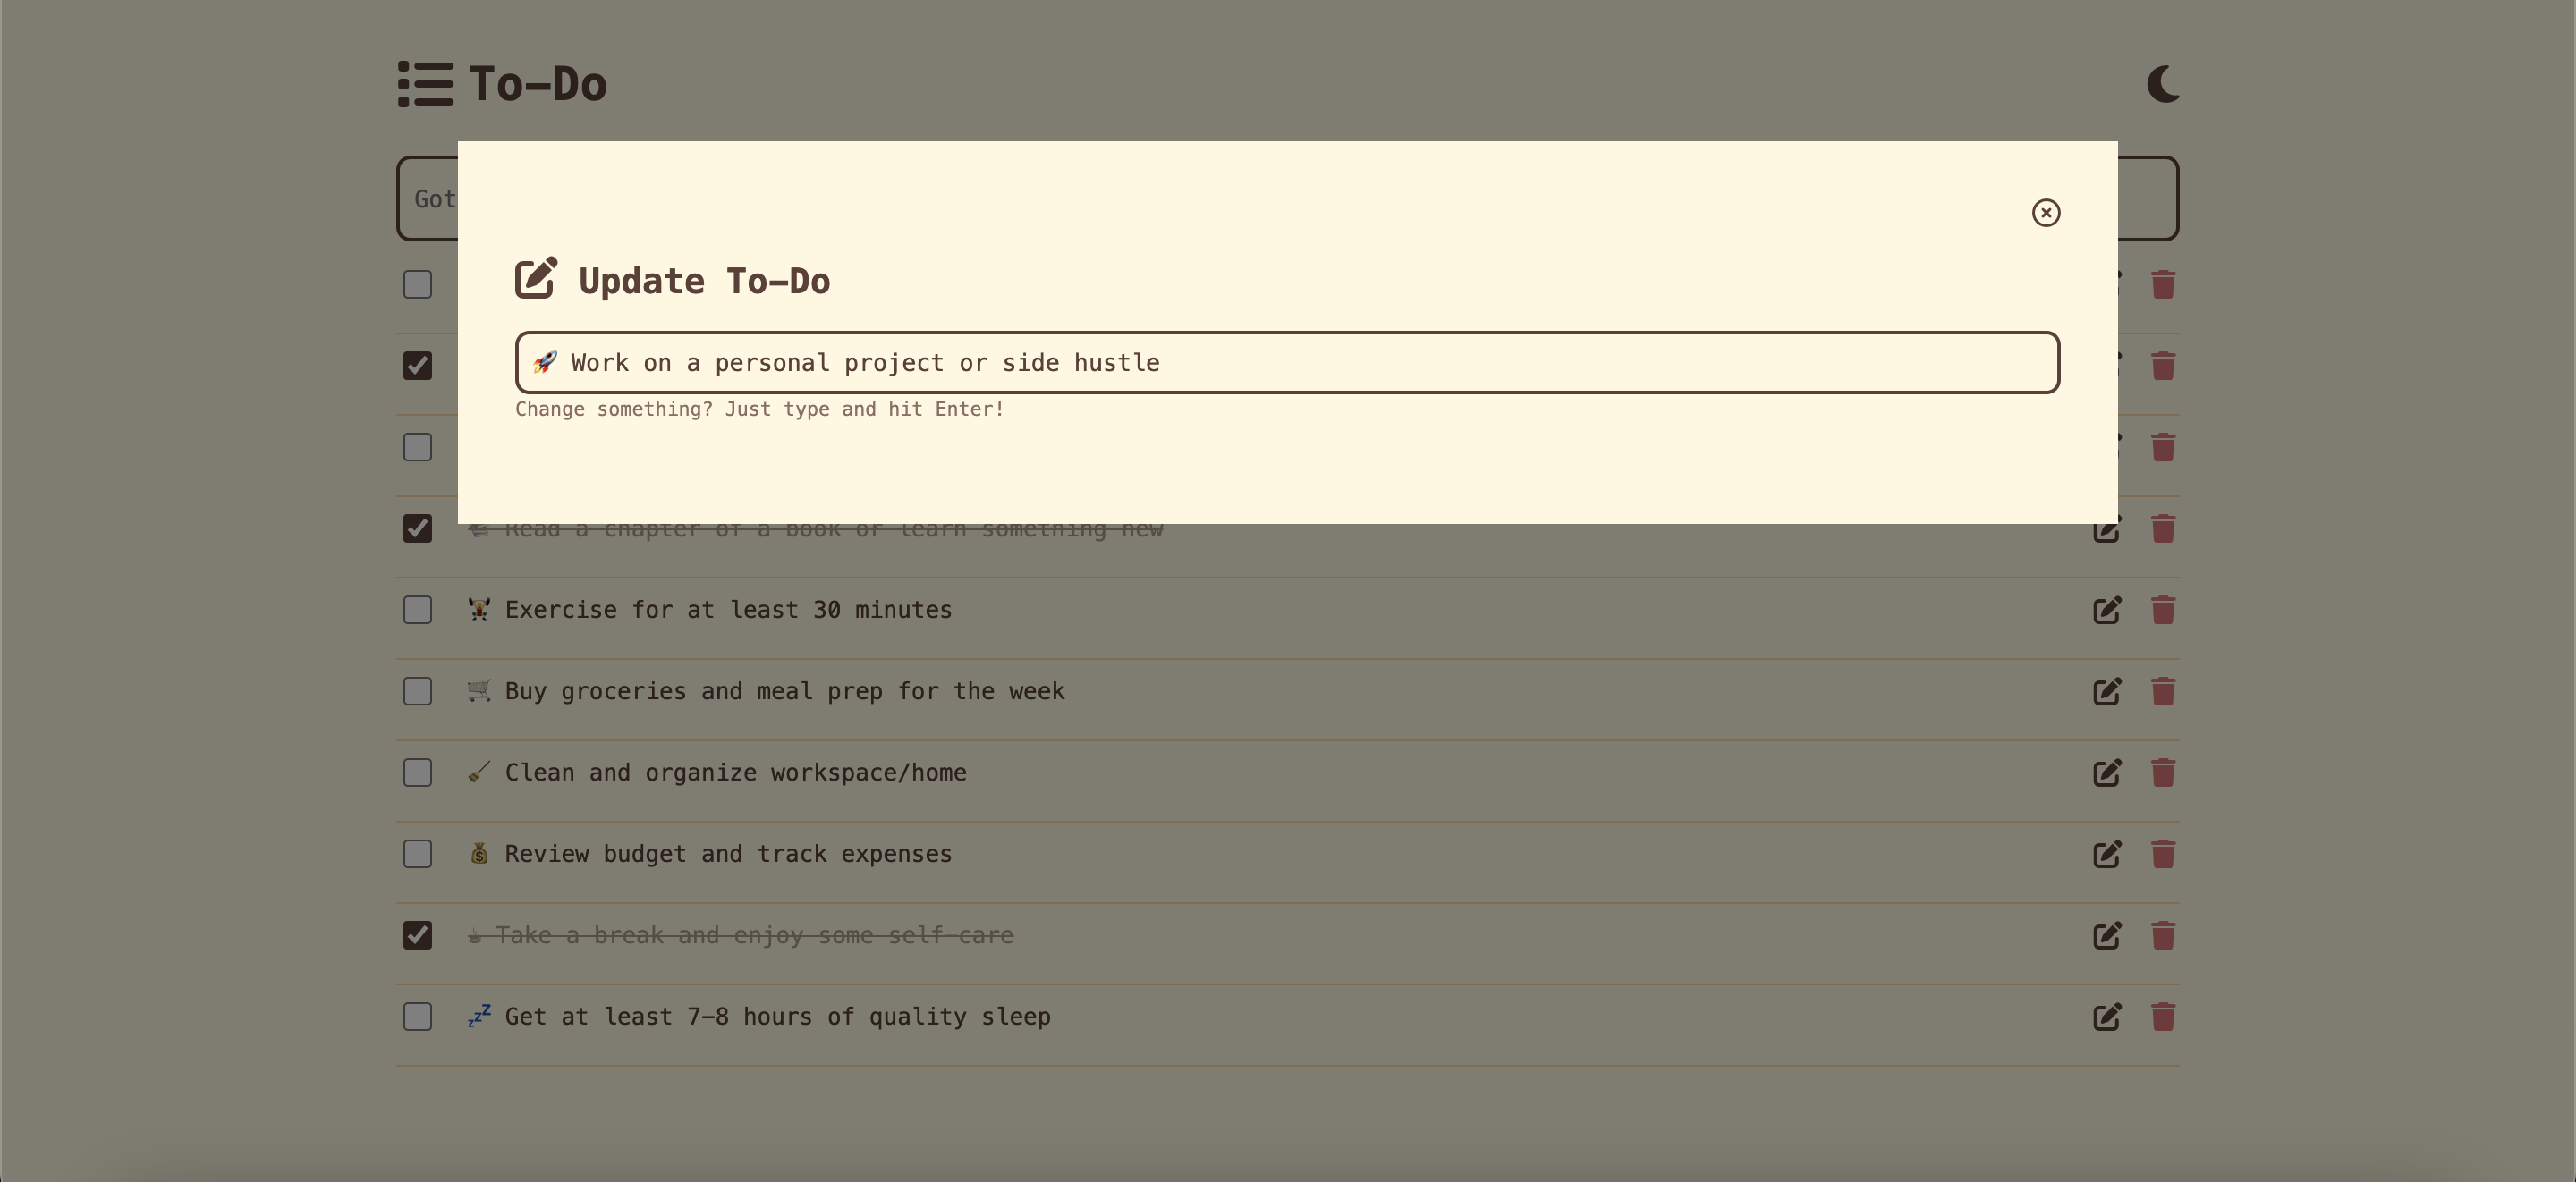 To-Do
Got
Update To-Do
🚀 Work on a personal project or side hustle
Change something? Just type and hit Enter!
📚 Read a chapter of a book or learn something new
🏋️ Exercise for at least 30 minutes
🛒 Buy groceries and meal prep for the week
🧹 Clean and organize workspace/home
💰 Review budget and track expenses
☕ Take a break and enjoy some self-care
💤 Get at least 7-8 hours of quality sleep